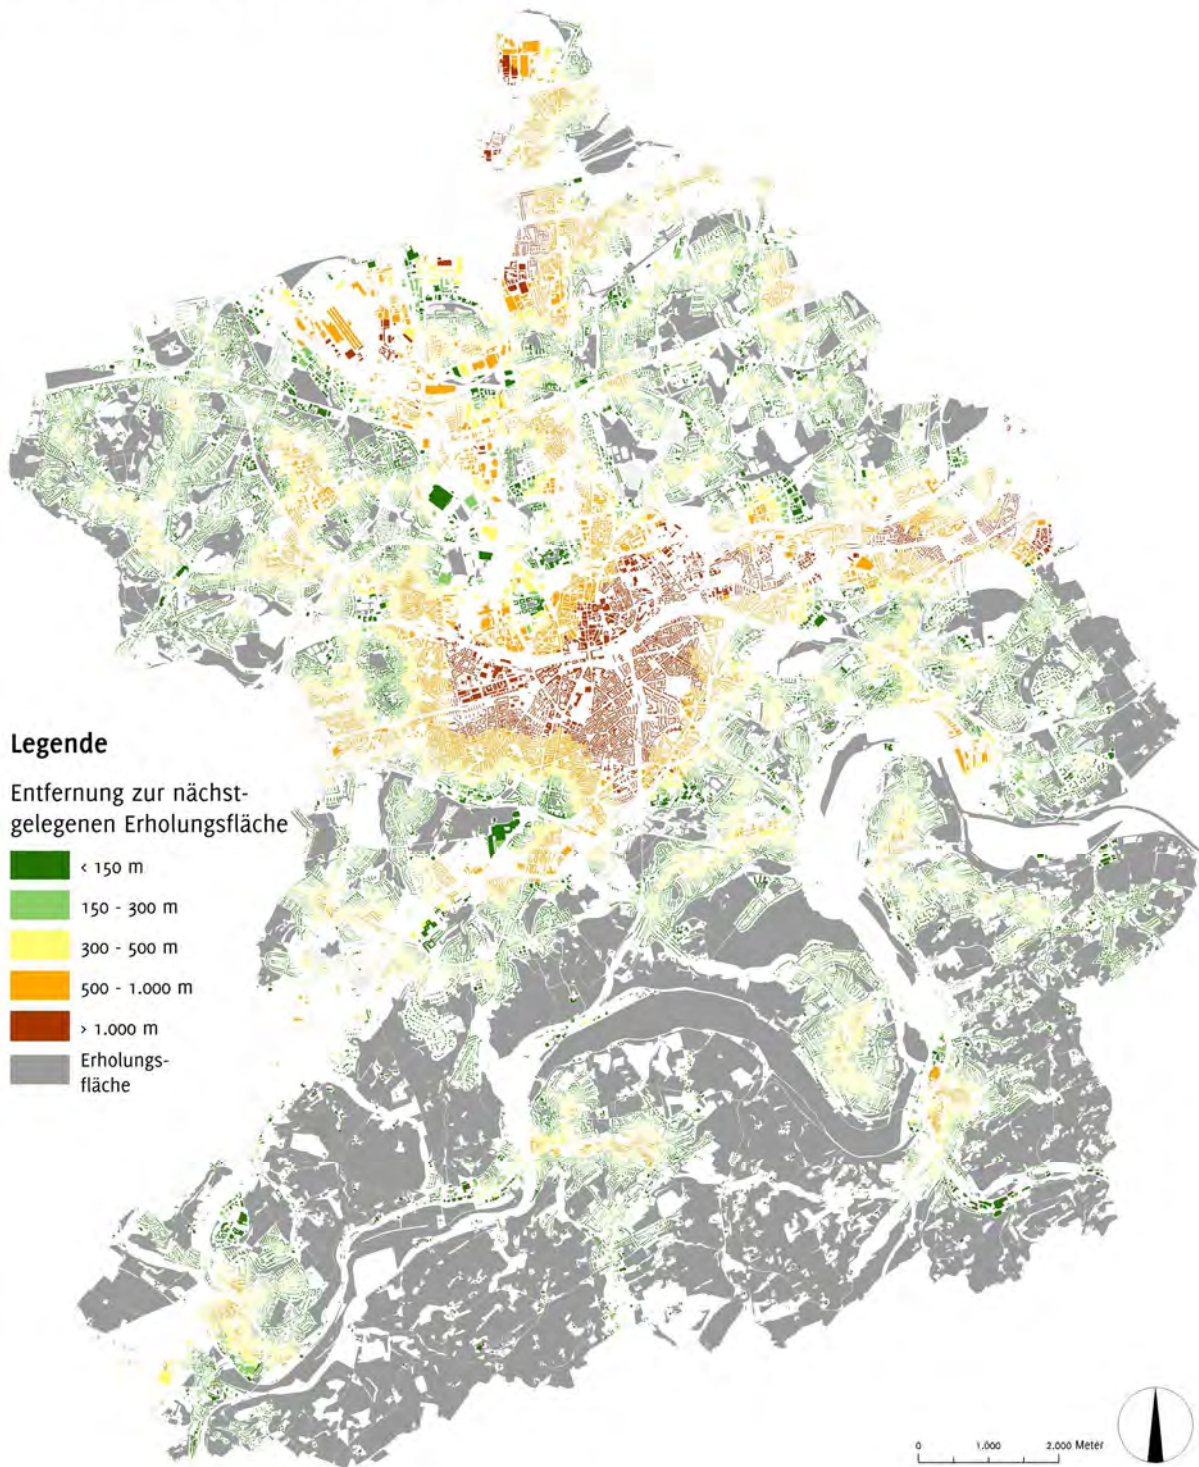 Legende
Entfernung zur nächst-
gelegenen Erholungsfläche
< 150 m
150 - 300 m
300 - 500 m
500 - 1.000 m
> 1.000 m
Erholungs-
fläche
0 1.000 2.000 Meter